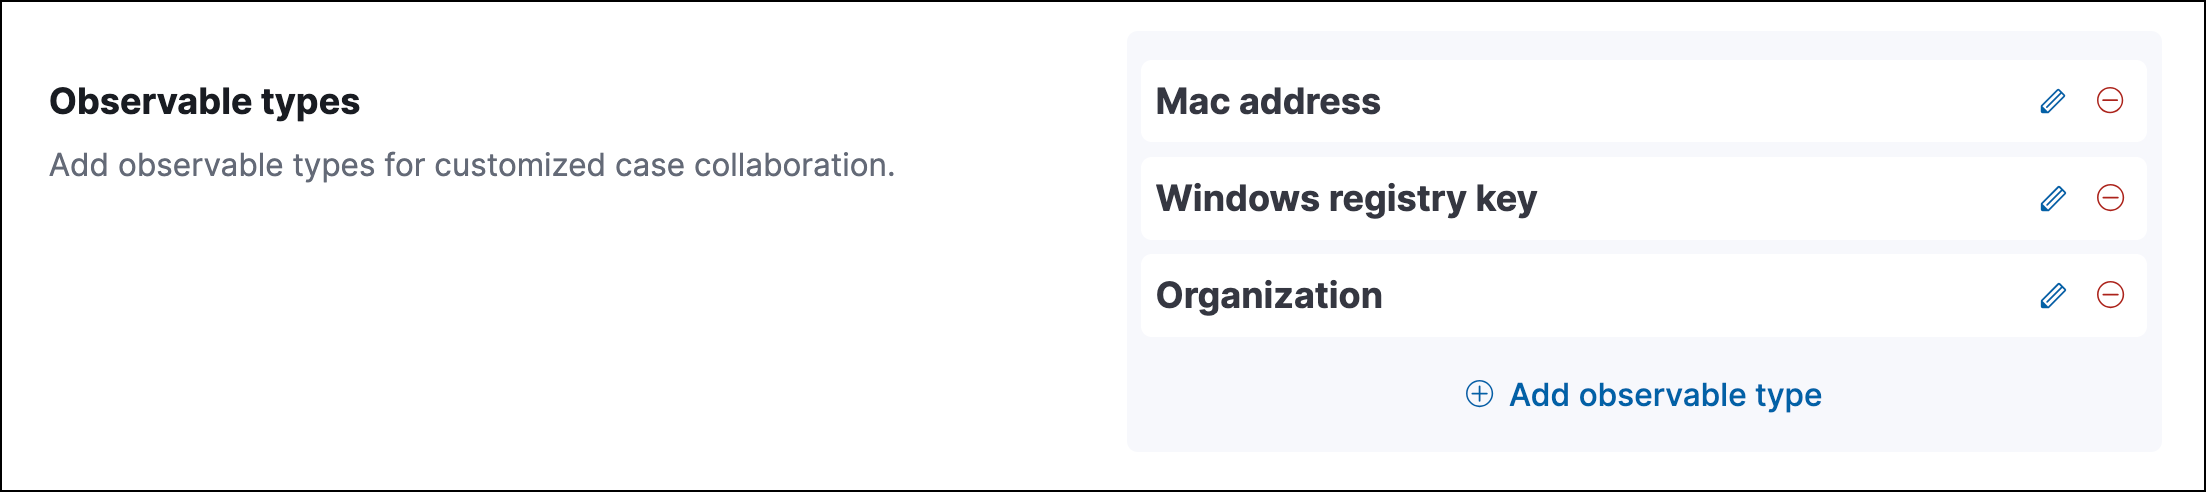 Observable types
Add observable types for customized case collaboration.
Mac address
Windows registry key
Organization
Add observable type